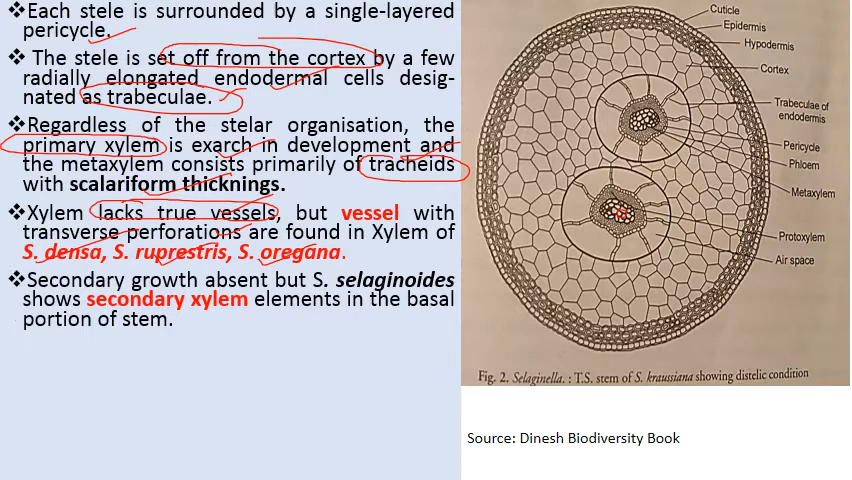 ❖Each stele is surrounded by a single-layered
pericycle.
❖ The stele is set off from the cortex by a few
radially elongated endodermal cells desig-
nated as trabeculae.
❖Regardless of the stelar organisation, the
primary xylem is exarch in development and
the metaxylem consists primarily of tracheids
with scalariform thicknings.
❖Xylem lacks true vessels, but vessel with
transverse perforations are found in Xylem of
S. densa, S. ruprestris, S. oregana.
❖Secondary growth absent but S. selaginoides
shows secondary xylem elements in the basal
portion of stem.
Cuticle
Epidermis
Hypodermis
Cortex
Trabeculae of
endodermis
Pericycle
Phloem
Metaxylem
Protoxylem
Air space
Fig. 2. Selaginella. : T.S. stem of S. kraussiana showing distelic condition
Source: Dinesh Biodiversity Book